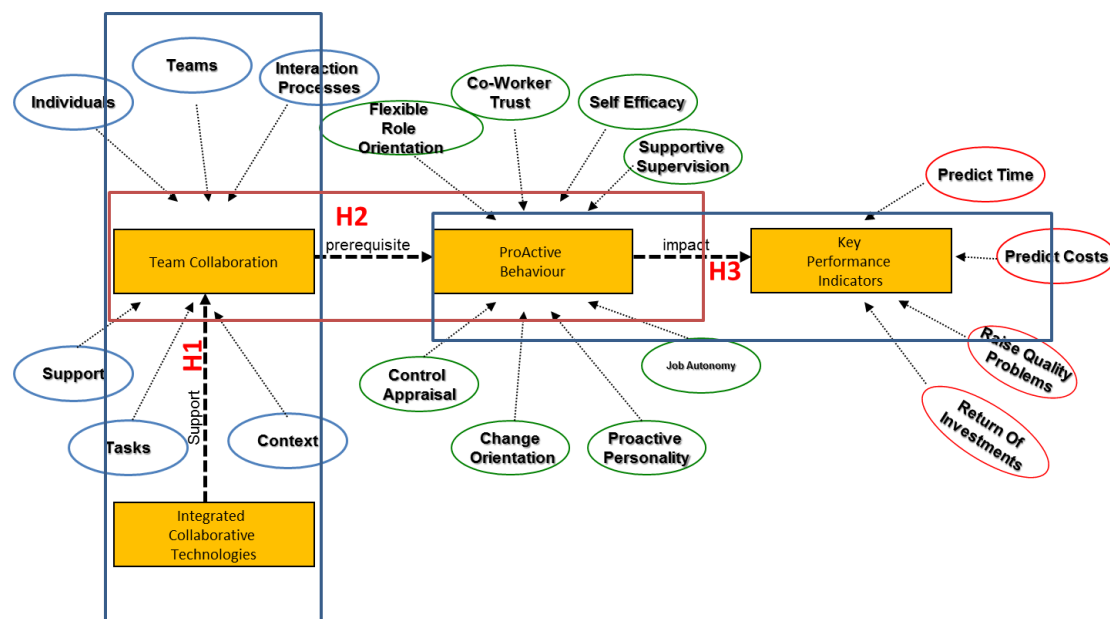 Teams
Interaction
Processes
Individuals
Co-Worker
Trust
Self Efficacy
Flexible
Role
Orientation
Supportive
Supervision
Predict Time
H2
prerequisite
impact
H3
Team Collaboration
ProActive
Behaviour
Key
Performance
Indicators
Predict Costs
H1
Support
Support
Control
Appraisal
Job Autonomy
Raise Quality
Problems
Tasks
Context
Change
Orientation
Proactive
Personality
Return Of
Investments
Integrated
Collaborative
Technologies